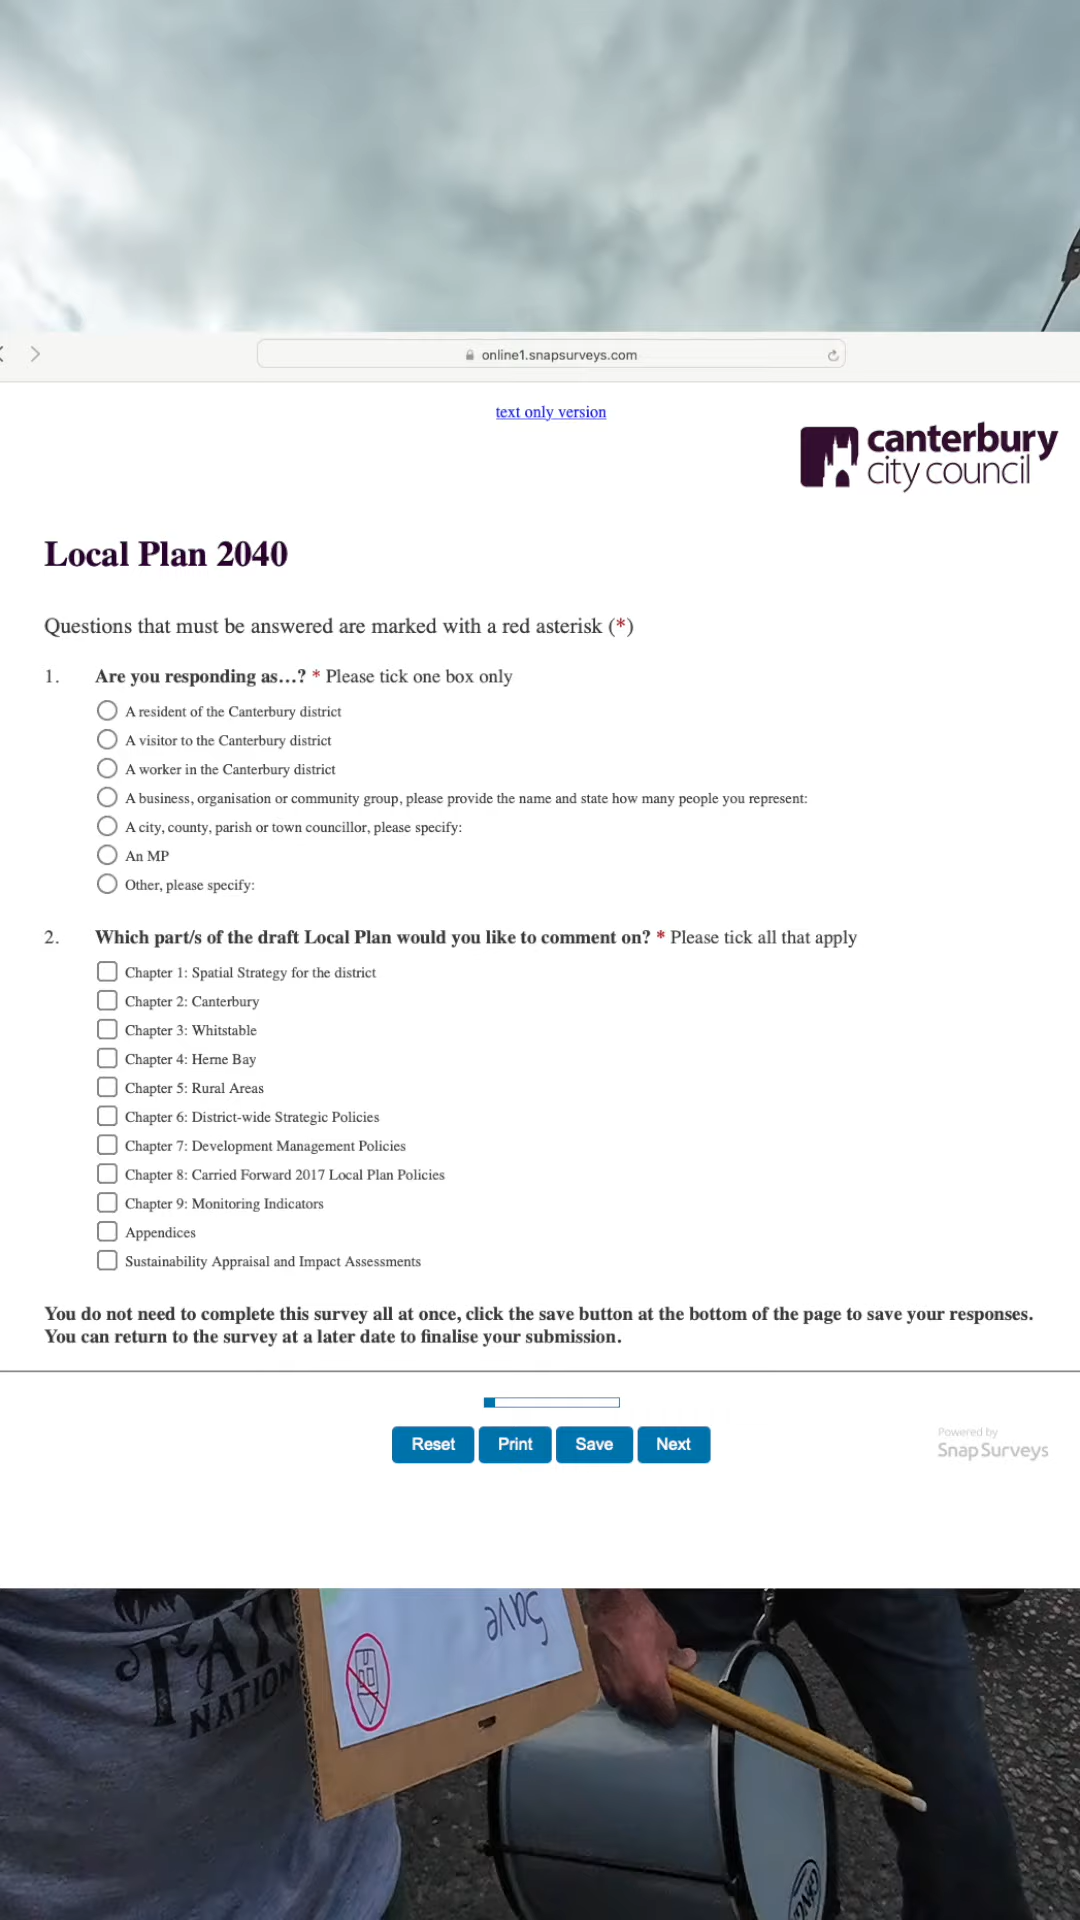 online1.snapsurveys.com
text only version
canterbury
city council
Local Plan 2040
Questions that must be answered are marked with a red asterisk (*)
1. Are you responding as...? * Please tick one box only
A resident of the Canterbury district
A visitor to the Canterbury district
A worker in the Canterbury district
A business, organisation or community group, please provide the name and state how many people you represent:
A city, county, parish or town councillor, please specify:
An MP
Other, please specify:
2. Which part/s of the draft Local Plan would you like to comment on? * Please tick all that apply
Chapter 1: Spatial Strategy for the district
Chapter 2: Canterbury
Chapter 3: Whitstable
Chapter 4: Herne Bay
Chapter 5: Rural Areas
Chapter 6: District-wide Strategic Policies
Chapter 7: Development Management Policies
Chapter 8: Carried Forward 2017 Local Plan Policies
Chapter 9: Monitoring Indicators
Appendices
Sustainability Appraisal and Impact Assessments
You do not need to complete this survey all at once, click the save button at the bottom of the page to save your responses.
You can return to the survey at a later date to finalise your submission.
Reset Print Save Next
Powered by
Snap Surveys
Save
NATION